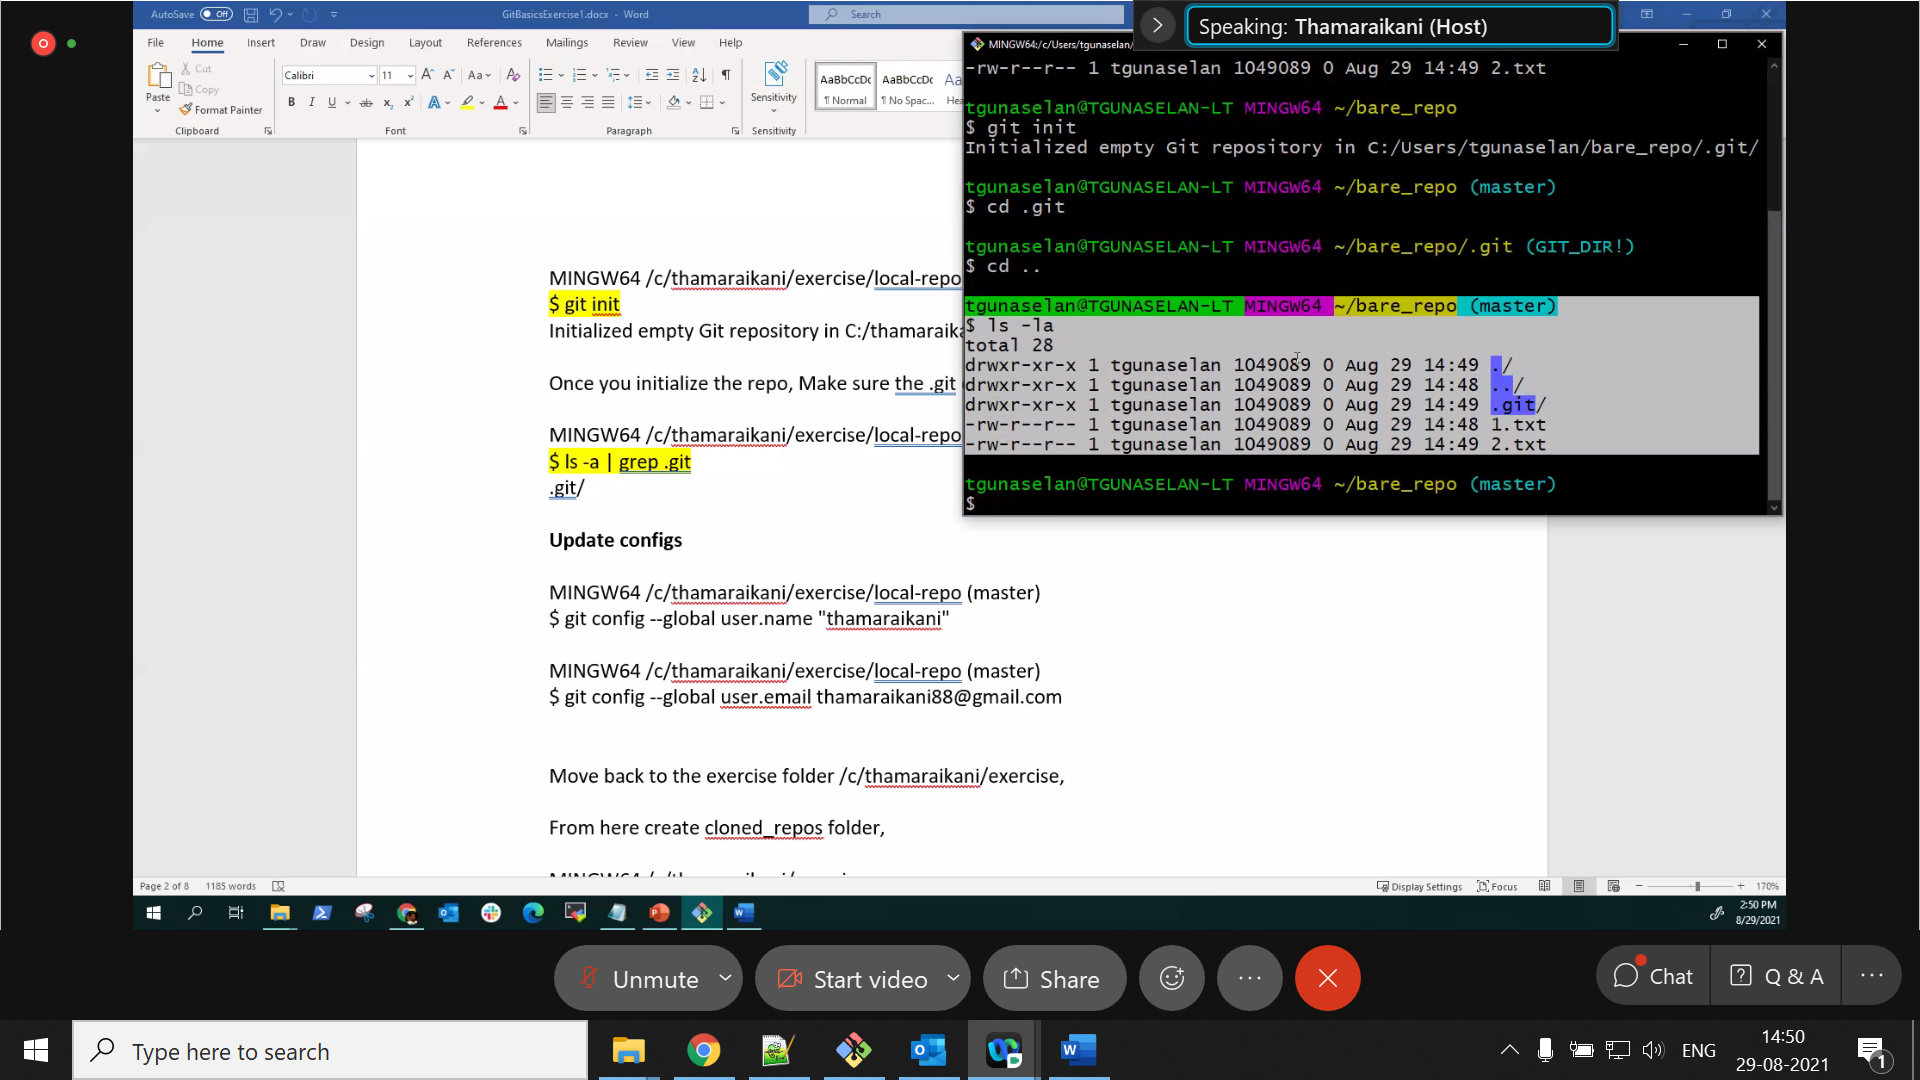 AutoSave Off
GitBasicsExercise1.docx - Word
Search
Speaking: Thamaraikani (Host)
File Home Insert Draw Design Layout References Mailings Review View Help
Paste
Cut
Copy
Format Painter
Clipboard
Calibri 11
Font
Paragraph
AaBbCcDc AaBbCcDc
¶ Normal ¶ No Spac...
Sensitivity
Sensitivity
MINGW64 /c/thamaraikani/exercise/local-repo
$ git init
Initialized empty Git repository in C:/thamaraika
Once you initialize the repo, Make sure the .git
MINGW64 /c/thamaraikani/exercise/local-repo
$ ls -a | grep .git
.git/
Update configs
MINGW64 /c/thamaraikani/exercise/local-repo (master)
$ git config --global user.name "thamaraikani"
MINGW64 /c/thamaraikani/exercise/local-repo (master)
$ git config --global user.email thamaraikani88@gmail.com
Move back to the exercise folder /c/thamaraikani/exercise,
From here create cloned_repos folder,
MINGW64:/c/Users/tgunaselan/
-rw-r--r-- 1 tgunaselan 1049089 0 Aug 29 14:49 2.txt
tgunaselan@TGUNASELAN-LT MINGW64 ~/bare_repo
$ git init
Initialized empty Git repository in C:/Users/tgunaselan/bare_repo/.git/
tgunaselan@TGUNASELAN-LT MINGW64 ~/bare_repo (master)
$ cd .git
tgunaselan@TGUNASELAN-LT MINGW64 ~/bare_repo/.git (GIT_DIR!)
$ cd ..
tgunaselan@TGUNASELAN-LT MINGW64 ~/bare_repo (master)
$ ls -la
total 28
drwxr-xr-x 1 tgunaselan 1049089 0 Aug 29 14:49 ./
drwxr-xr-x 1 tgunaselan 1049089 0 Aug 29 14:48 ../
drwxr-xr-x 1 tgunaselan 1049089 0 Aug 29 14:49 .git/
-rw-r--r-- 1 tgunaselan 1049089 0 Aug 29 14:48 1.txt
-rw-r--r-- 1 tgunaselan 1049089 0 Aug 29 14:49 2.txt
tgunaselan@TGUNASELAN-LT MINGW64 ~/bare_repo (master)
$
Page 2 of 8 1185 words
Display Settings Focus 170%
2:50 PM
8/29/2021
Unmute
Start video
Share
Chat
Q & A
Type here to search
ENG
14:50
29-08-2021
1